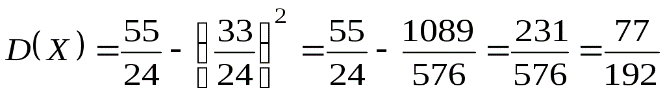 D(X) = 55/24 - (33/24)^2 = 55/24 - 1089/576 = 231/576 = 77/192